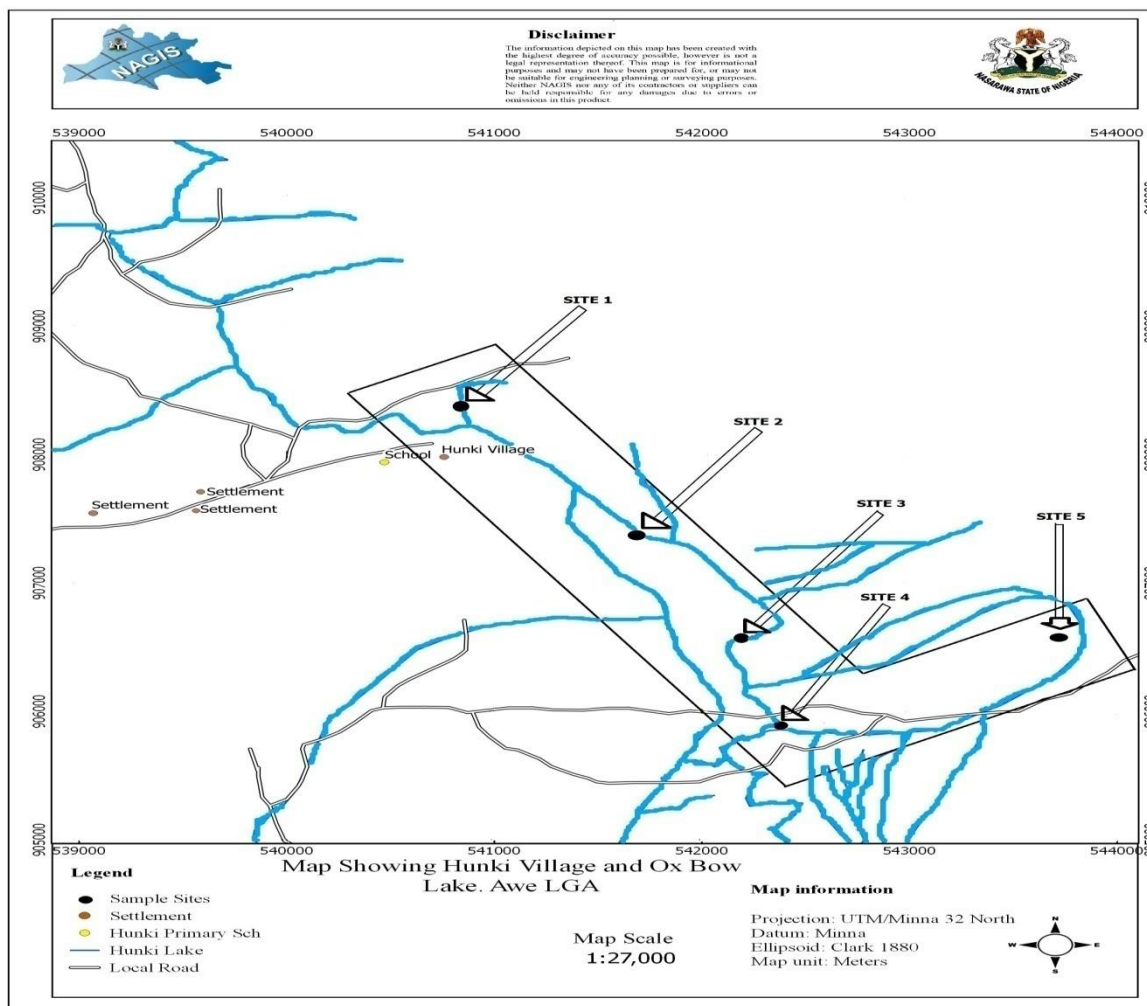 NAGIS
Disclaimer
The information depicted on this map has been created with
the highest degree of accuracy possible, however is not a
legal representation thereof. This map is for informational
purposes and may not have been prepared for, or may not
be suitable for engineering planning or surveying purposes.
Neither NAGIS nor any of its contractors or suppliers can
be held responsible for any damages due to errors or
omissions in this product.
NASARAWA STATE OF NIGERIA
539000 540000 541000 542000 543000 544000
910000
909000
908000
907000
906000
905000
SITE 1
SITE 2
SITE 3
SITE 5
SITE 4
School
Hunki Village
Settlement
Settlement
Settlement
539000 540000 541000 542000 543000 544000
Map Showing Hunki Village and Ox Bow
Lake. Awe LGA
Legend
Sample Sites
Settlement
Hunki Primary Sch
Hunki Lake
Local Road
Map Scale
1:27,000
Map information
Projection: UTM/Minna 32 North
Datum: Minna
Ellipsoid: Clark 1880
Map unit: Meters
N
W E
S